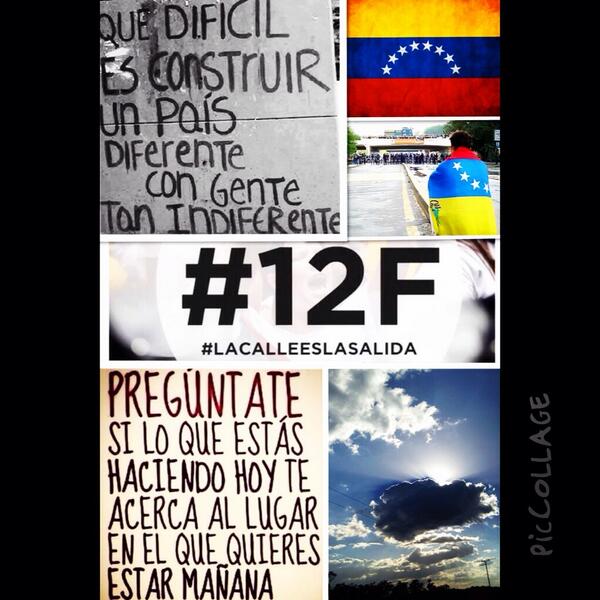 QUE DIFICIL
ES CONSTRUIR
UN PAÍS
DIFERENTE
CON GENTE
TAN INDIFERENTE
#12F
#LACALLEESLASALIDA
PREGÚNTATE
SI LO QUE ESTÁS
HACIENDO HOY TE
ACERCA AL LUGAR
EN EL QUE QUIERES
ESTAR MAÑANA
PicCollage